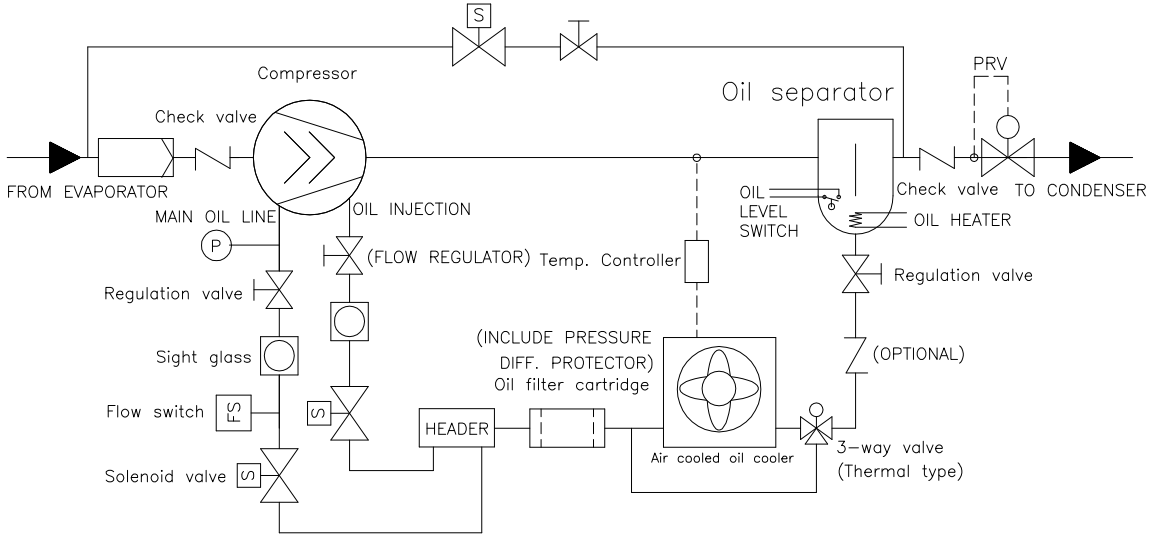 S
PRV
Compressor
Oil separator
Check valve
FROM EVAPORATOR
Check valve
TO CONDENSER
OIL
LEVEL
SWITCH
OIL HEATER
MAIN OIL LINE
OIL INJECTION
P
(FLOW REGULATOR)
Temp. Controller
Regulation valve
Regulation valve
Sight glass
(INCLUDE PRESSURE
DIFF. PROTECTOR)
Oil filter cartridge
(OPTIONAL)
Flow switch
FS
S
HEADER
Air cooled oil cooler
3-way valve
(Thermal type)
Solenoid valve
S